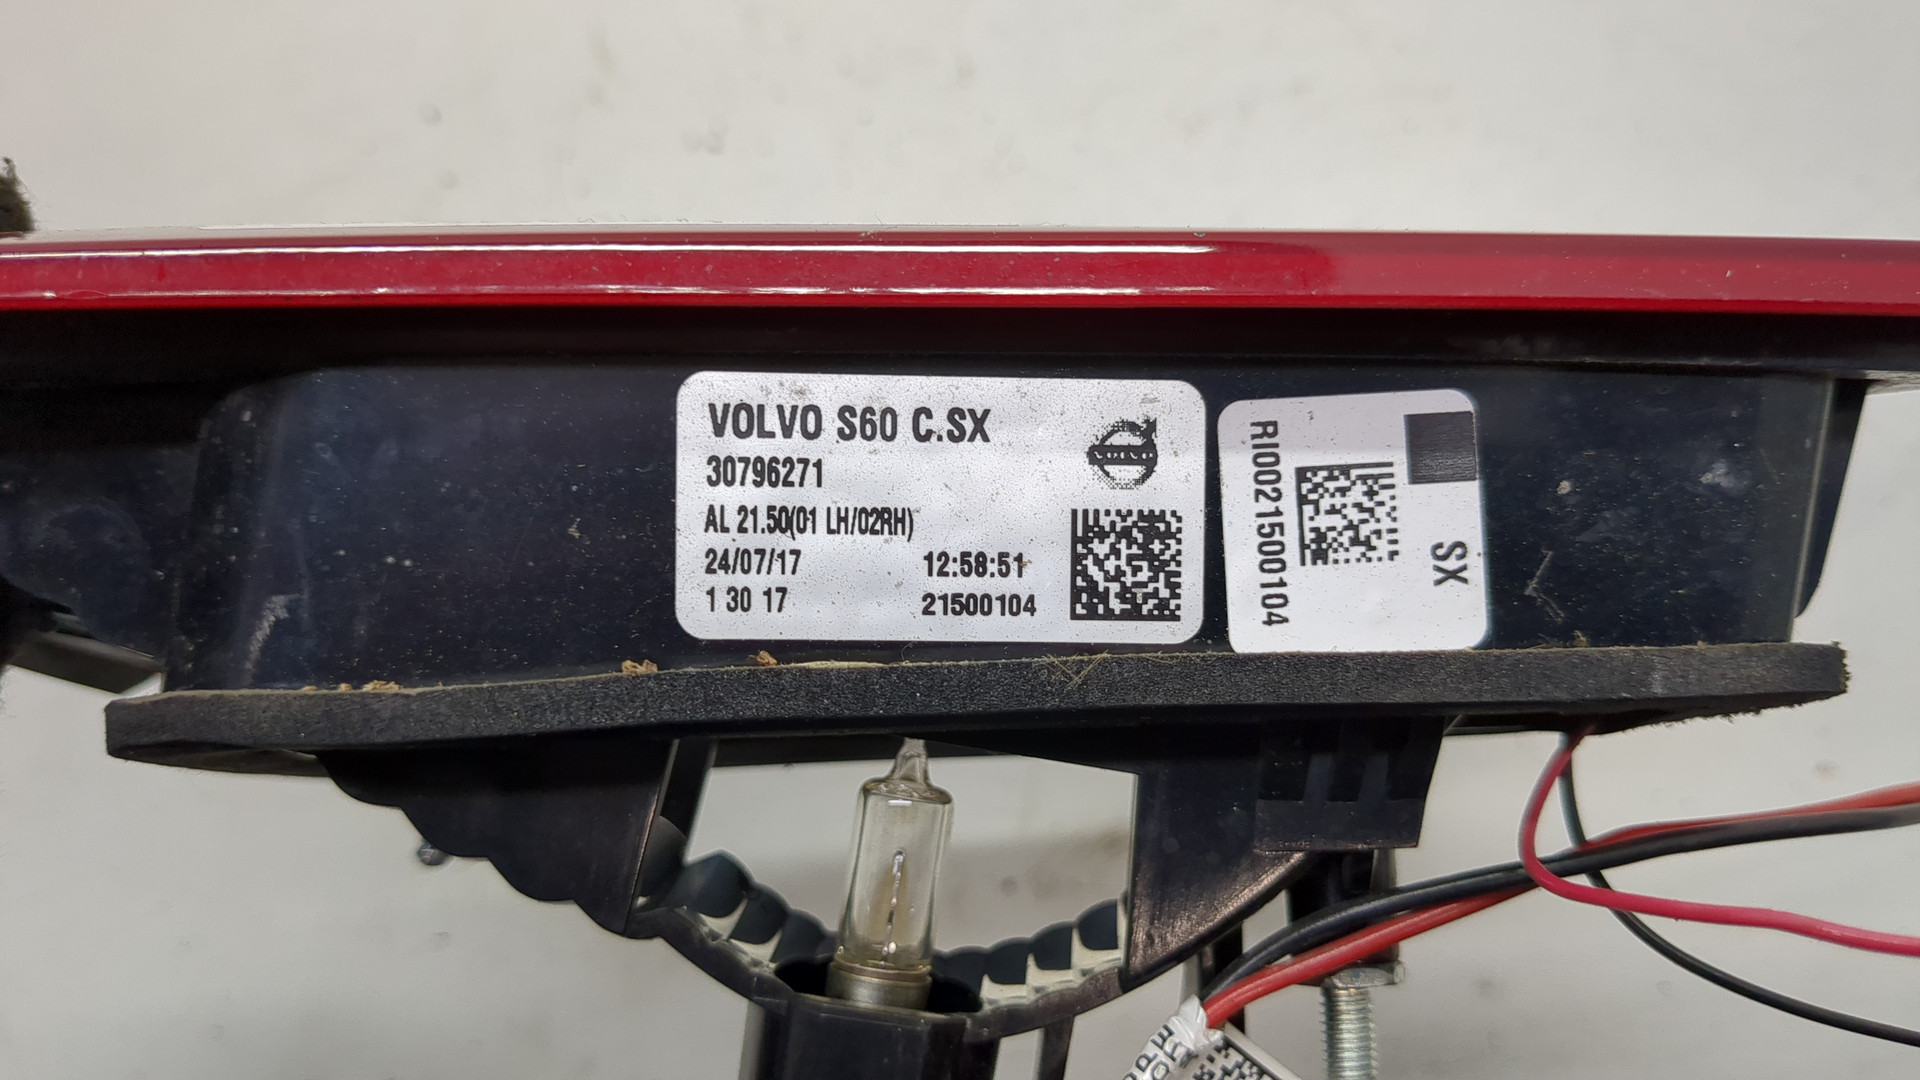 VOLVO S60 C.SX
30796271
AL 21.50(01 LH/02RH)
24/07/17 12:58:51
1 30 17 21500104
VOLVO
RI0021500104
SX